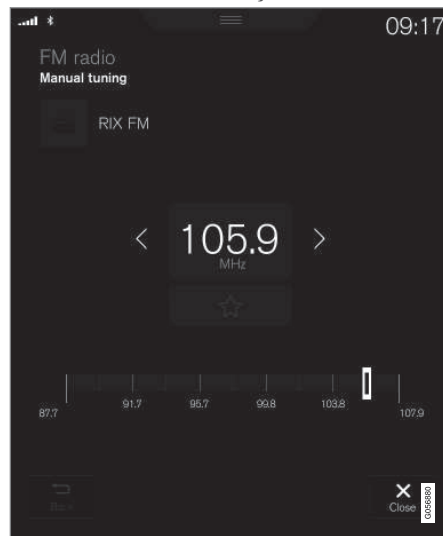 09:17
FM radio
Manual tuning
RIX FM
105.9
MHz
87.7 91.7 95.7 99.8 103.8 107.9
Back
Close
G056880